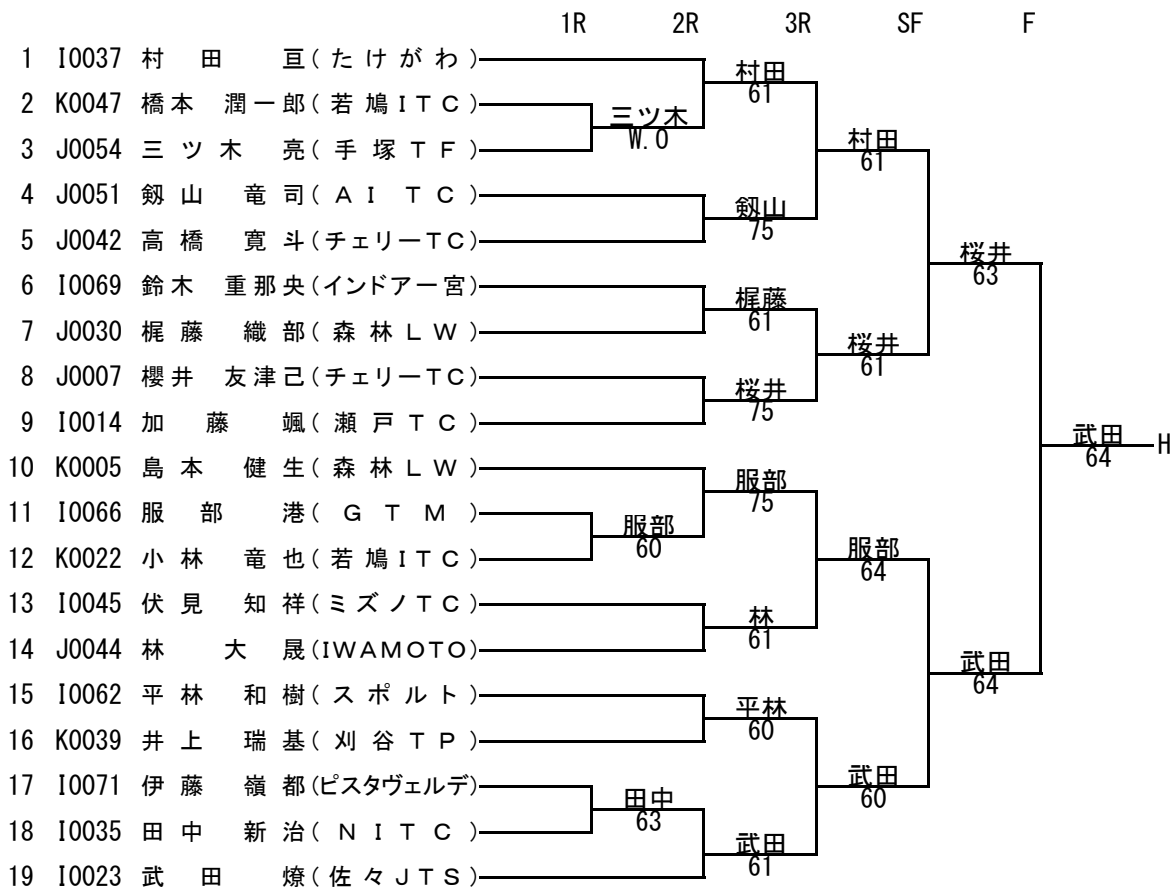 1R 2R 3R SF F
1 I0037 村 田 亘(たけがわ)
村田
61
2 K0047 橋本 潤一郎(若鳩ITC)
三ツ木
W.O
3 J0054 三ツ木 亮(手塚TF)
村田
61
4 J0051 剱山 竜司(AI TC)
剱山
75
5 J0042 高橋 寛斗(チェリーTC)
桜井
63
6 I0069 鈴木 重那央(インドアー宮)
梶藤
61
7 J0030 梶藤 織部(森林LW)
桜井
61
8 J0007 櫻井 友津己(チェリーTC)
桜井
75
9 I0014 加 藤 颯(瀬戸TC)
武田
64
H
10 K0005 島本 健生(森林LW)
服部
75
11 I0066 服 部 港(GTM)
服部
60
12 K0022 小林 竜也(若鳩ITC)
服部
64
13 I0045 伏見 知祥(ミズノTC)
林
61
14 J0044 林 大晟(IWAMOTO)
武田
64
15 I0062 平林 和樹(スポルト)
平林
60
16 K0039 井上 瑞基(刈谷TP)
武田
60
17 I0071 伊藤 嶺都(ピスタヴェルデ)
田中
63
18 I0035 田中 新治(NITC)
武田
61
19 I0023 武 田 燎(佐々JTS)